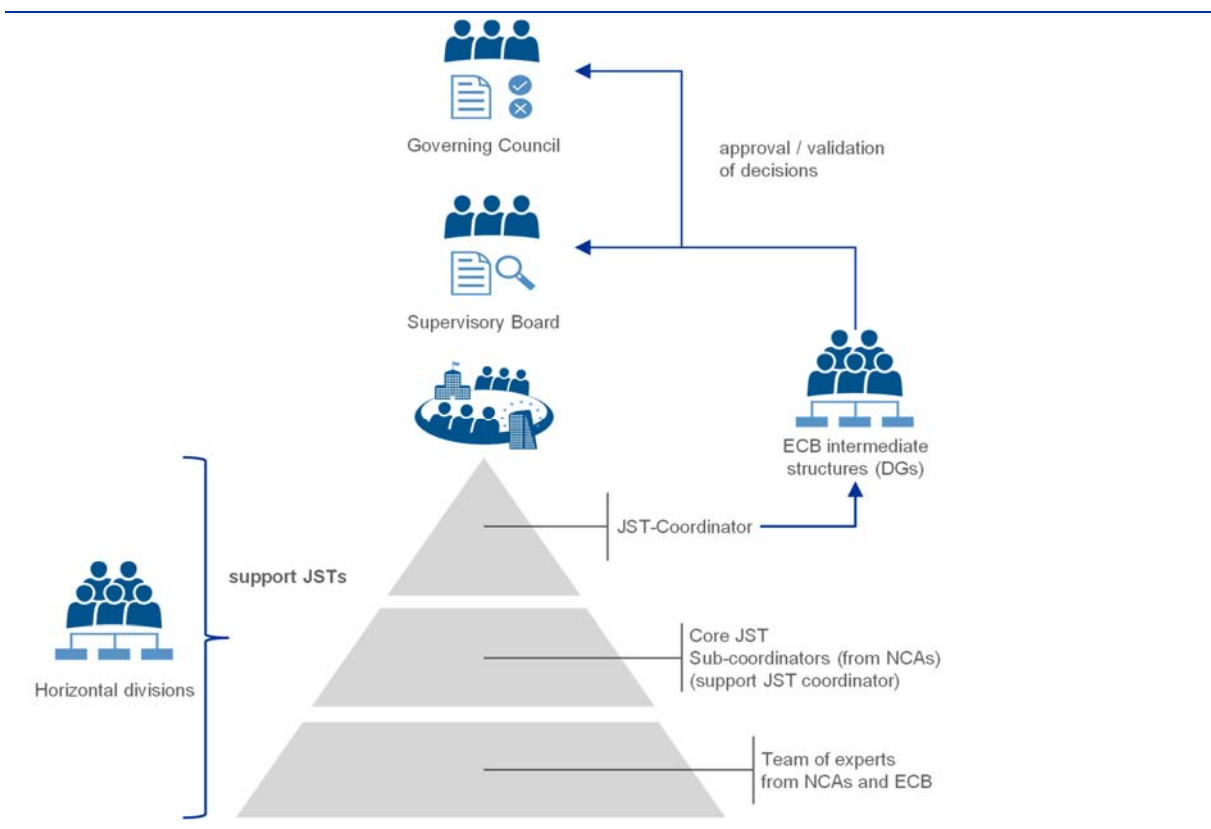 Governing Council
approval / validation
of decisions
Supervisory Board
ECB intermediate
structures (DGs)
JST-Coordinator
support JSTs
Core JST
Sub-coordinators (from NCAs)
(support JST coordinator)
Horizontal divisions
Team of experts
from NCAs and ECB